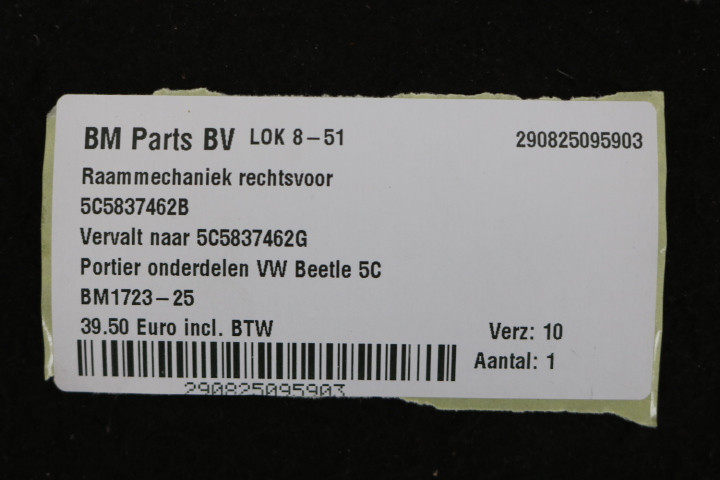 BM Parts BV LOK 8-51 290825095903
Raammechaniek rechtsvoor
5C5837462B
Vervalt naar 5C5837462G
Portier onderdelen VW Beetle 5C
BM1723-25
39.50 Euro incl. BTW Verz: 10
Aantal: 1
290825095903